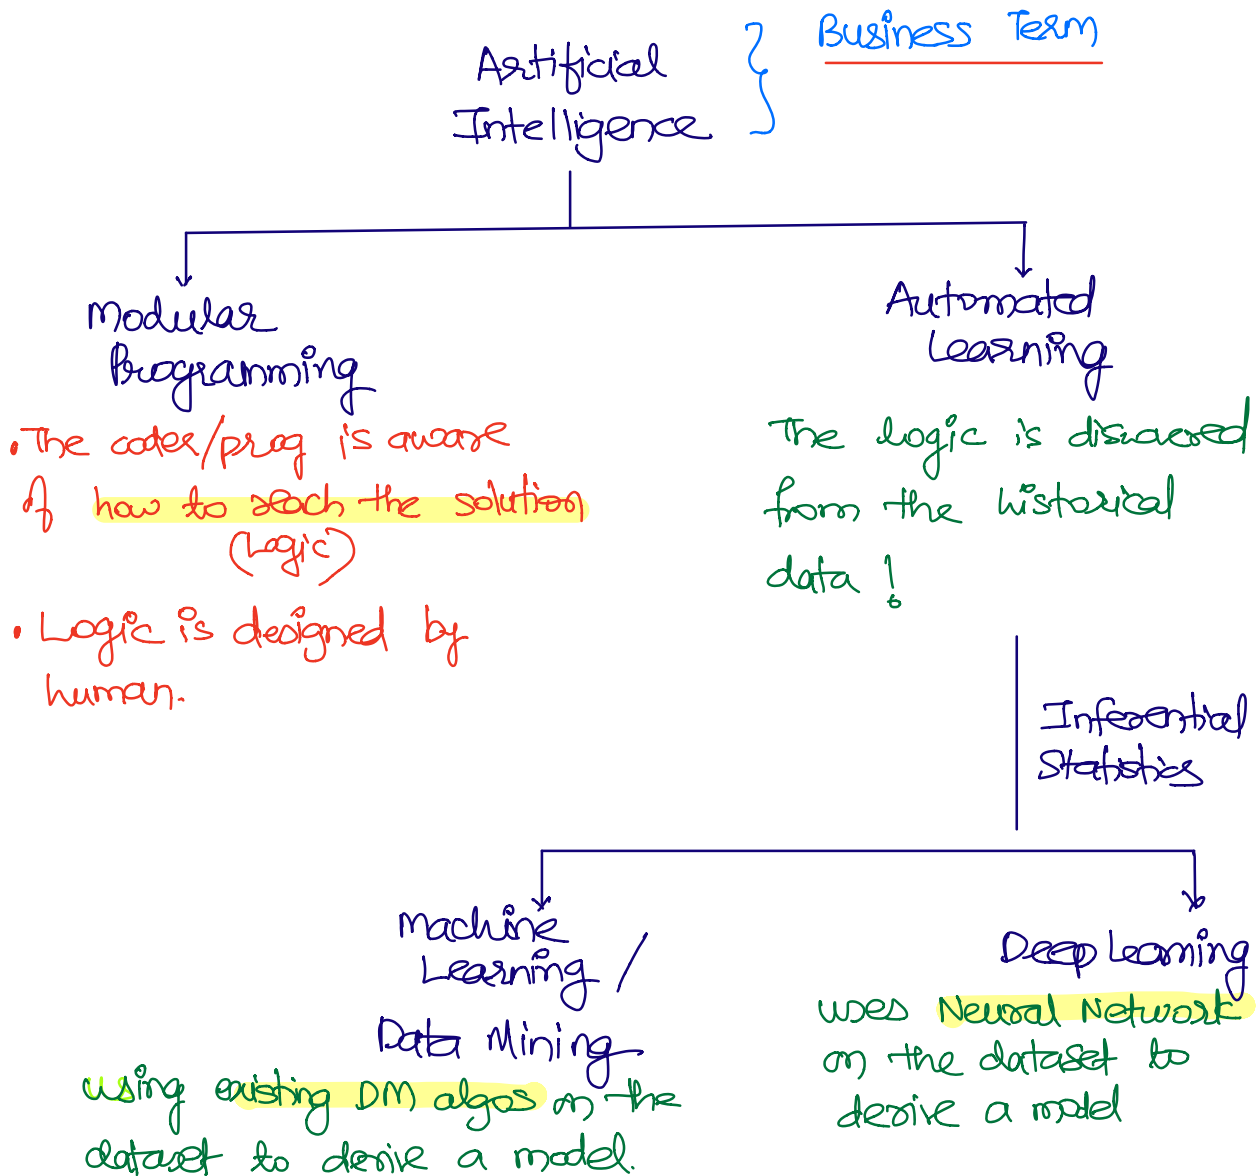 Artificial
Intelligence
Business Term
Modular
Programming
• The coder/prog is aware
of how to reach the solution
(Logic)
• Logic is designed by
human.
Automated
Learning
The logic is discovered
from the historical
data !
Inferential
Statistics
Machine
Learning /
Data Mining
using existing DM algos on the
dataset to derive a model.
Deep Learning
uses Neural Network
on the dataset to
derive a model